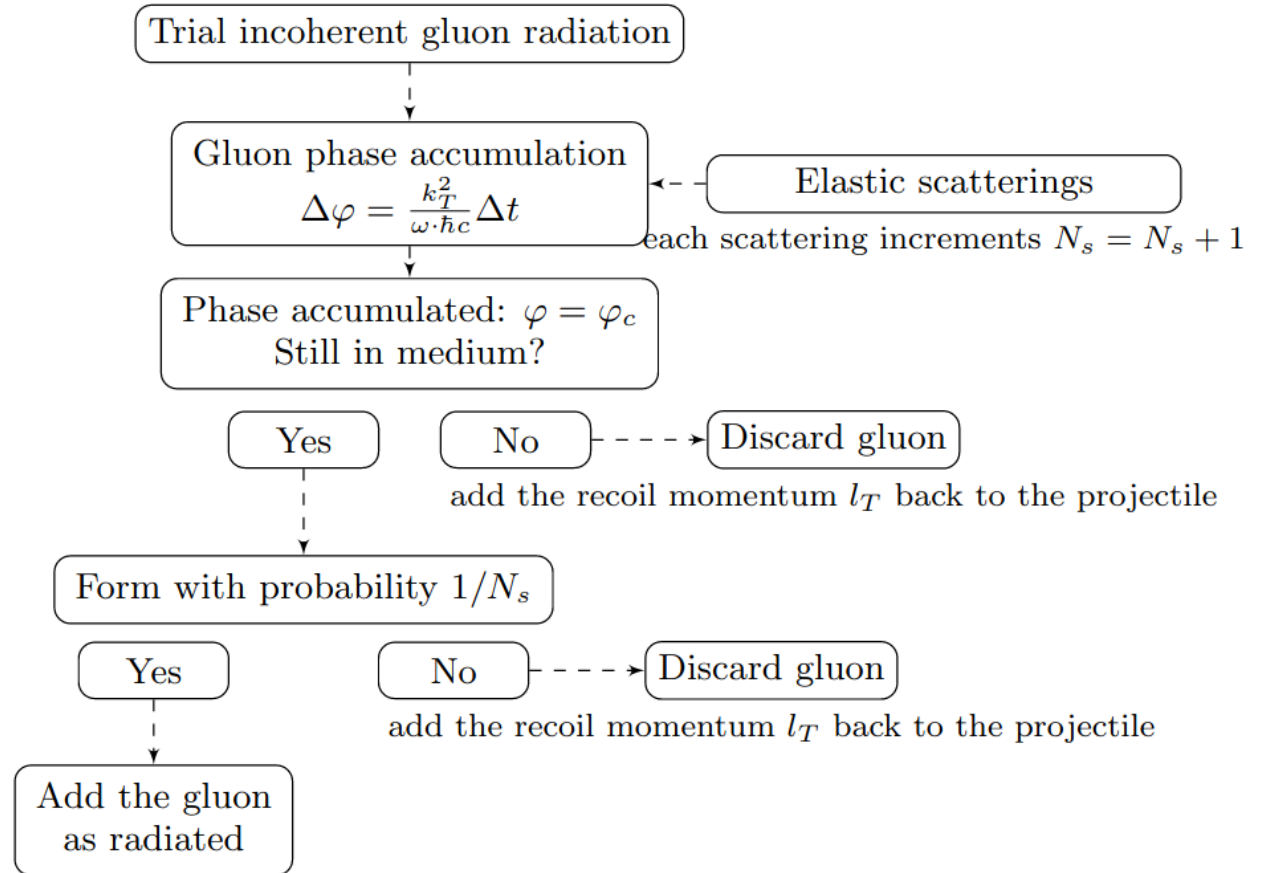 Trial incoherent gluon radiation
Gluon phase accumulation
Δφ = k_T^2/(ω·ħc) Δt
Elastic scatterings
each scattering increments N_s = N_s + 1
Phase accumulated: φ = φ_c
Still in medium?
Yes
No
Discard gluon
add the recoil momentum l_T back to the projectile
Form with probability 1/N_s
Yes
No
Discard gluon
add the recoil momentum l_T back to the projectile
Add the gluon
as radiated